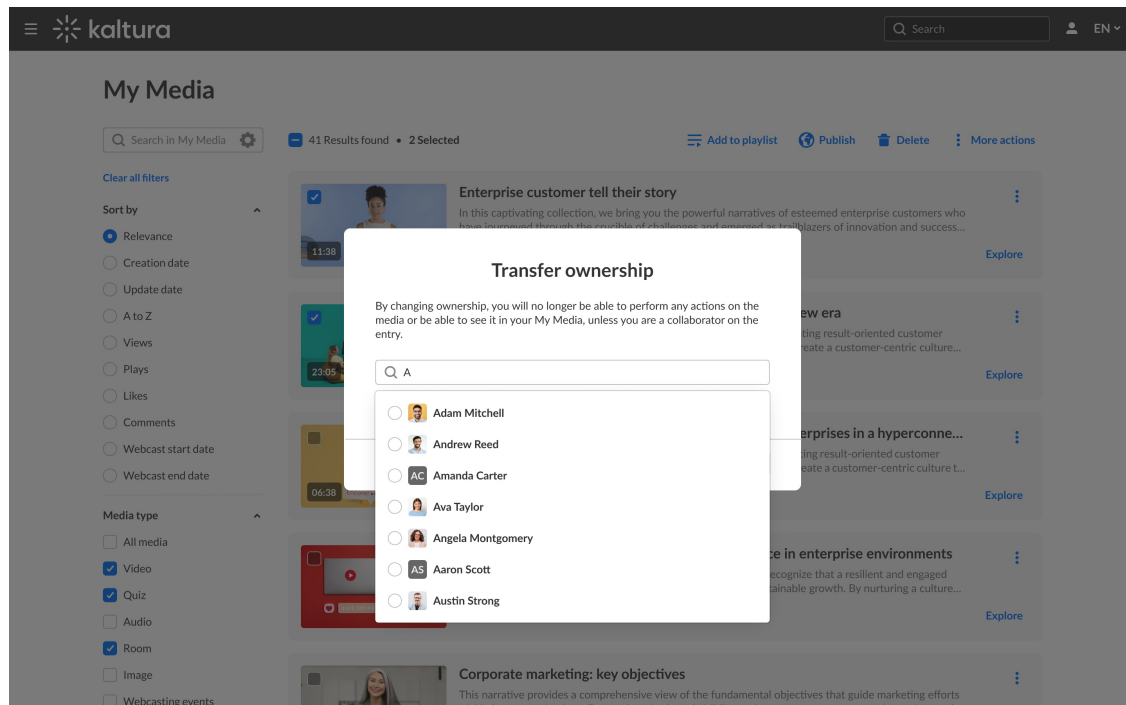 kaltura
Search
EN
My Media
Search in My Media
41 Results found • 2 Selected
Add to playlist
Publish
Delete
More actions
Clear all filters
Sort by
Relevance
Creation date
Update date
A to Z
Views
Plays
Likes
Comments
Webcast start date
Webcast end date
Media type
All media
Video
Quiz
Audio
Room
Image
Webcasting events
Enterprise customer tell their story
In this captivating collection, we bring you the powerful narratives of esteemed enterprise customers who
have journeyed through the crucible of challenges and emerged as trailblazers of innovation and success...
11:38
Explore
ew era
ting result-oriented customer
reate a customer-centric culture...
23:05
Explore
erprises in a hyperconne...
ting result-oriented customer
eate a customer-centric culture t...
06:38
Explore
ce in enterprise environments
ecognize that a resilient and engaged
tainable growth. By nurturing a culture...
Explore
Corporate marketing: key objectives
This narrative provides a comprehensive view of the fundamental objectives that guide marketing efforts
Transfer ownership
By changing ownership, you will no longer be able to perform any actions on the
media or be able to see it in your My Media, unless you are a collaborator on the
entry.
A
Adam Mitchell
Andrew Reed
AC Amanda Carter
Ava Taylor
Angela Montgomery
AS Aaron Scott
Austin Strong